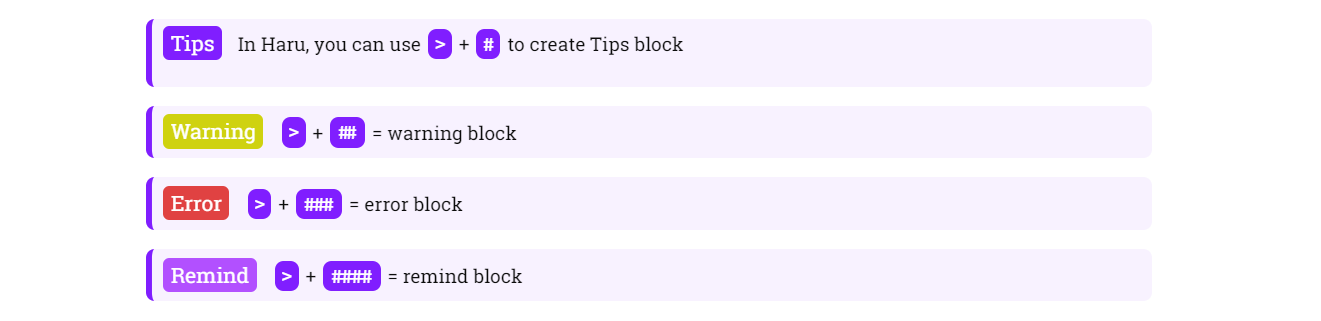 Tips In Haru, you can use > + # to create Tips block
Warning > + ## = warning block
Error > + ### = error block
Remind > + #### = remind block